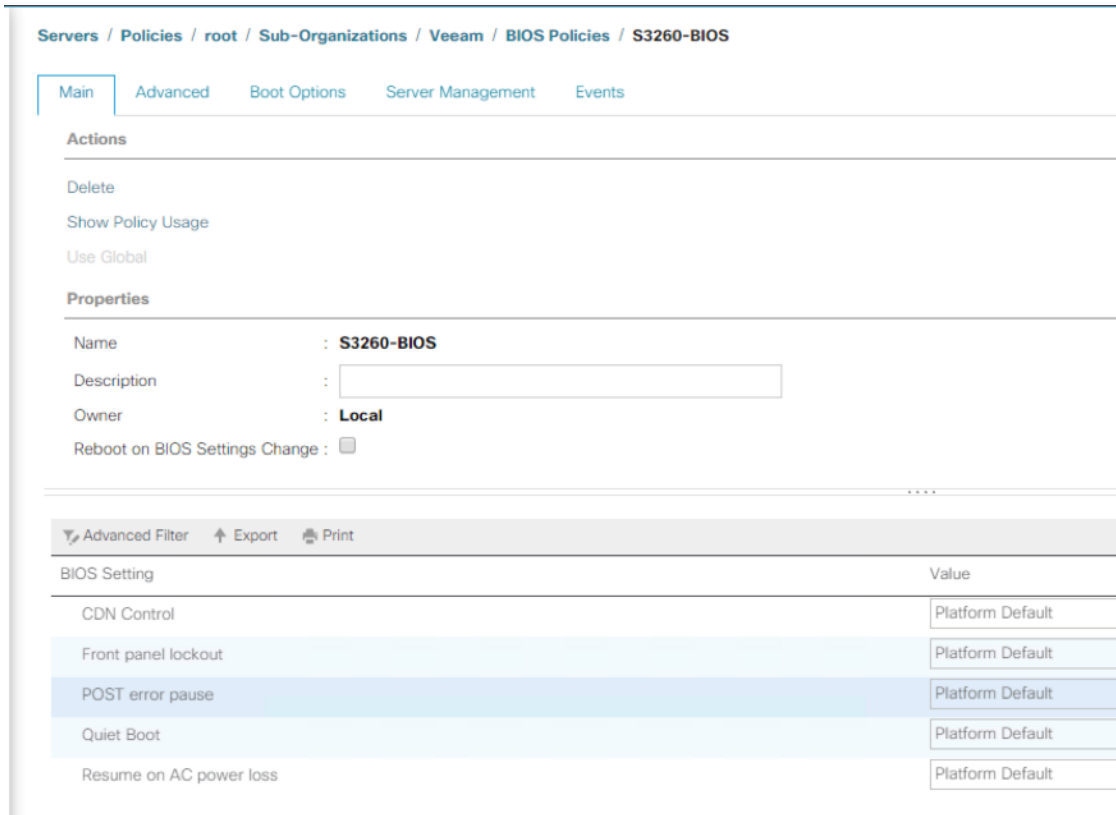 Servers / Policies / root / Sub-Organizations / Veeam / BIOS Policies / S3260-BIOS
Main Advanced Boot Options Server Management Events
Actions
Delete
Show Policy Usage
Use Global
Properties
Name : S3260-BIOS
Description :
Owner : Local
Reboot on BIOS Settings Change :
Advanced Filter Export Print
BIOS Setting Value
CDN Control Platform Default
Front panel lockout Platform Default
POST error pause Platform Default
Quiet Boot Platform Default
Resume on AC power loss Platform Default